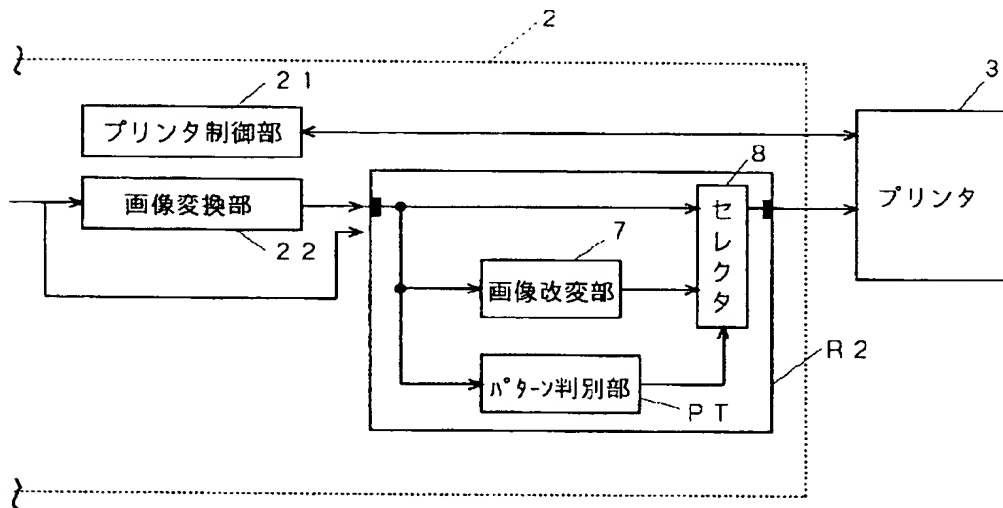 2
21
プリンタ制御部
3
プリンタ
画像変換部
22
8
セレクタ
7
画像改変部
R2
パターン判別部
PT